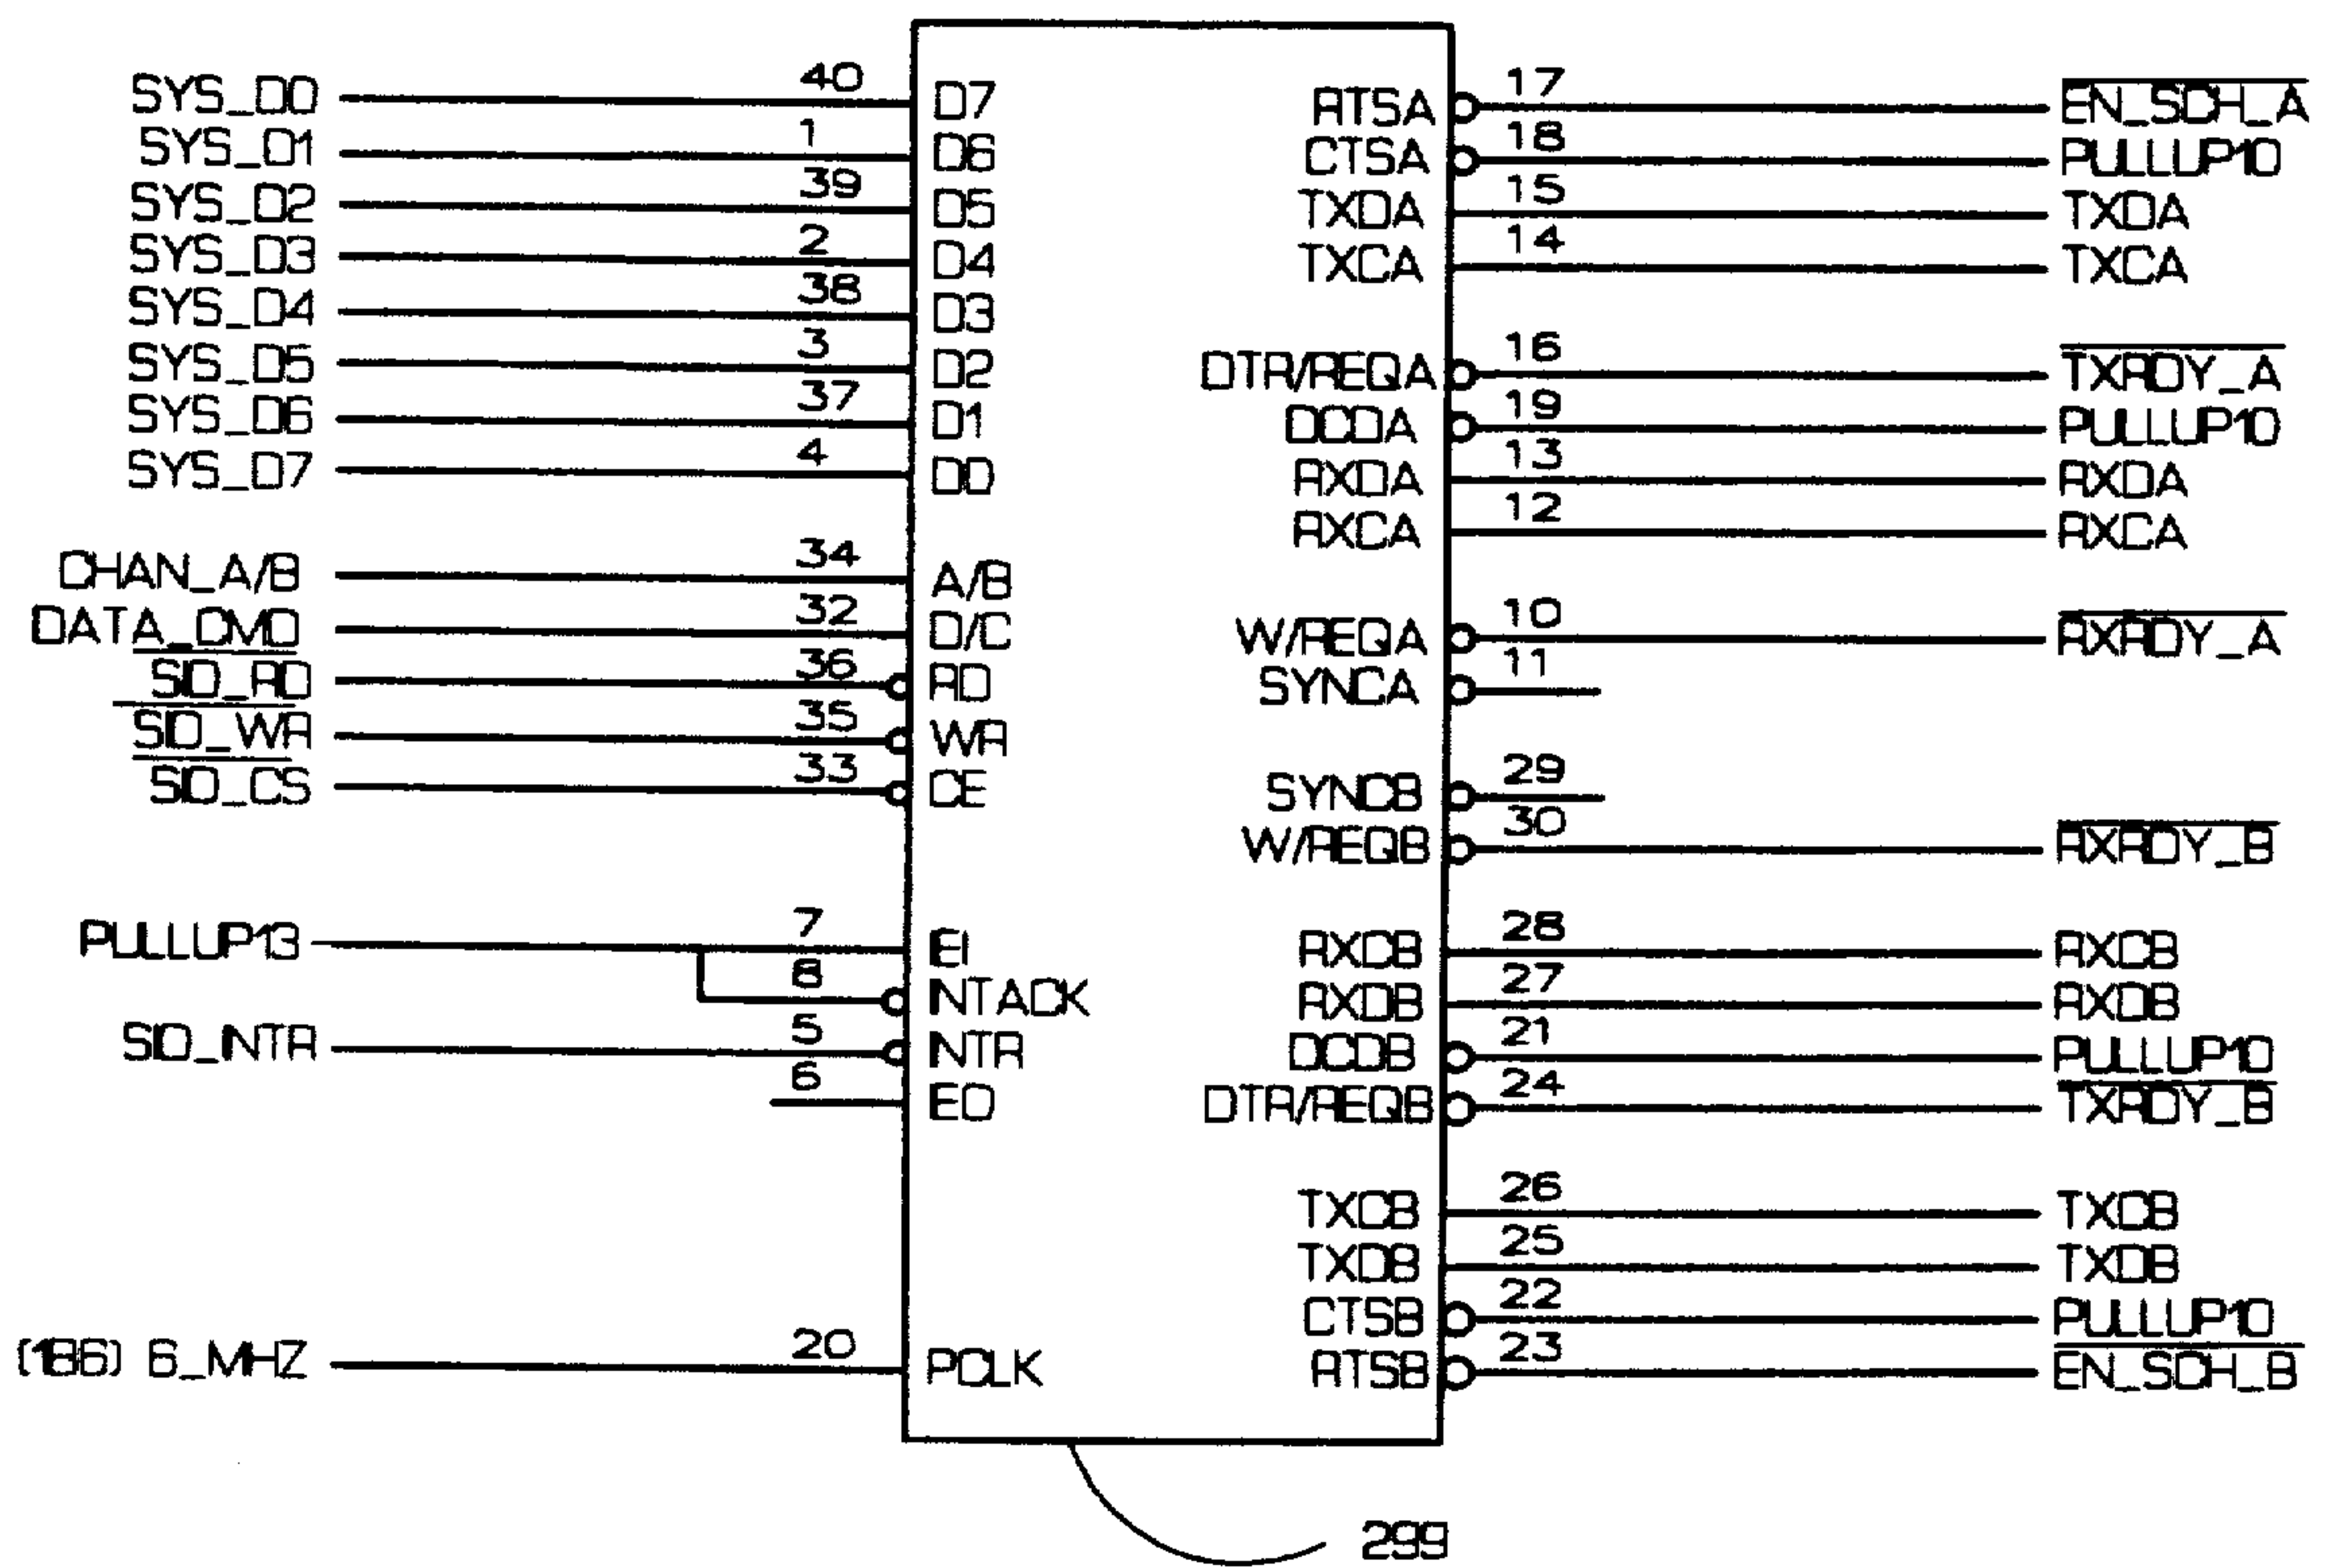 SYS_D0 40 D7 RTSA 17 EN_SCH_A
SYS_D1 1 D6 CTSA 18 PULLUP10
SYS_D2 39 D5 TXDA 15 TXDA
SYS_D3 2 D4 TXCA 14 TXCA
SYS_D4 38 D3
SYS_D5 3 D2 DTR/REQA 16 TXRDY_A
SYS_D6 37 D1 DCDA 19 PULLUP10
SYS_D7 4 D0 RXDA 13 RXDA
RXCA 12 RXCA
CHAN_A/B 34 A/B
DATA_CMD 32 D/C W/REQA 10 RXRDY_A
SIO_RD 36 RD SYNCA 11
SIO_WR 35 WR
SIO_CS 33 CE SYNCB 29
W/REQB 30 RXRDY_B
PULLUP13 7 IEI RXCB 28 RXCB
8 INTACK RXDB 27 RXDB
SIO_INTR 5 INTR DCDB 21 PULLUP10
6 IEO DTR/REQB 24 TXRDY_B
TXCB 26 TXCB
TXDB 25 TXDB
CTSB 22 PULLUP10
(186) 6_MHZ 20 PCLK RTSB 23 EN_SCH_B
299